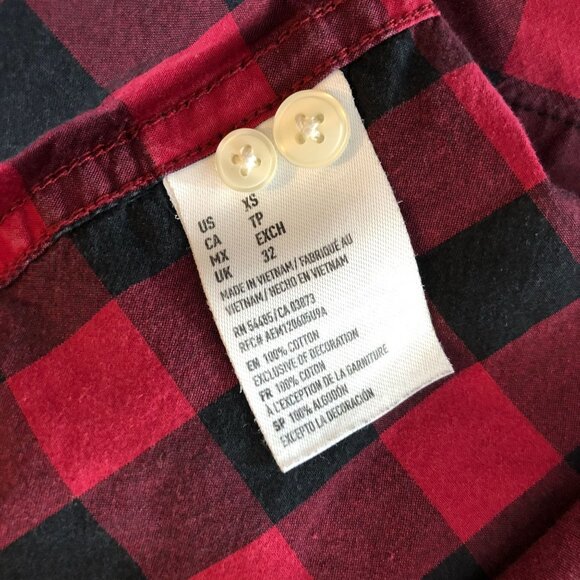 US XS
CA TP
MX EXCH
UK 32
MADE IN VIETNAM / FABRIQUÉ AU
VIETNAM / HECHO EN VIETNAM
RN 54485/CA 03873
RFC# AEM120605U9A
EN 100% COTTON
EXCLUSIVE OF DECORATION
FR 100% COTON
À L'EXCEPTION DE LA GARNITURE
SP 100% ALGODÓN
EXCEPTO LA DECORACIÓN